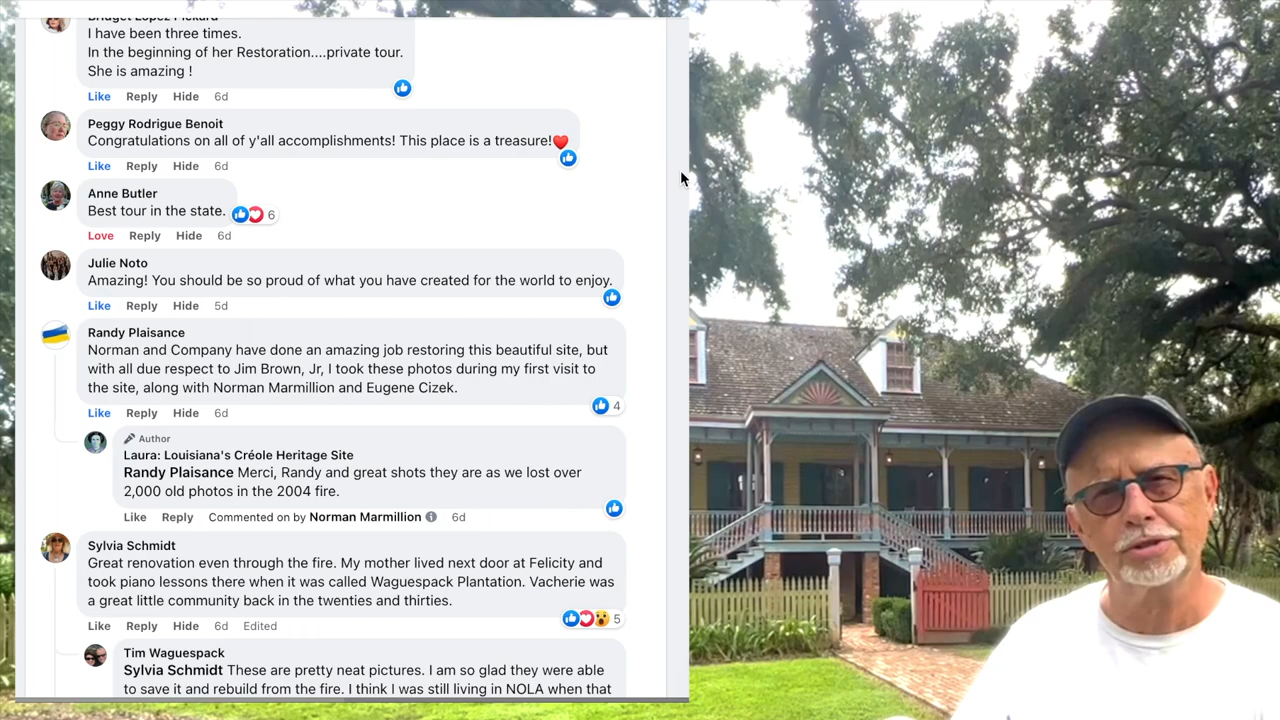 Bridget Lopez Pickard
I have been three times.
In the beginning of her Restoration....private tour.
She is amazing !
Like Reply Hide 6d
Peggy Rodrigue Benoit
Congratulations on all of y'all accomplishments! This place is a treasure!❤️
Like Reply Hide 6d
Anne Butler
Best tour in the state.
6
Love Reply Hide 6d
Julie Noto
Amazing! You should be so proud of what you have created for the world to enjoy.
Like Reply Hide 5d
Randy Plaisance
Norman and Company have done an amazing job restoring this beautiful site, but
with all due respect to Jim Brown, Jr, I took these photos during my first visit to
the site, along with Norman Marmillion and Eugene Cizek.
4
Like Reply Hide 6d
Author
Laura: Louisiana's Créole Heritage Site
Randy Plaisance Merci, Randy and great shots they are as we lost over
2,000 old photos in the 2004 fire.
Like Reply Commented on by Norman Marmillion 6d
Sylvia Schmidt
Great renovation even through the fire. My mother lived next door at Felicity and
took piano lessons there when it was called Waguespack Plantation. Vacherie was
a great little community back in the twenties and thirties.
5
Like Reply Hide 6d Edited
Tim Waguespack
Sylvia Schmidt These are pretty neat pictures. I am so glad they were able
to save it and rebuild from the fire. I think I was still living in NOLA when that